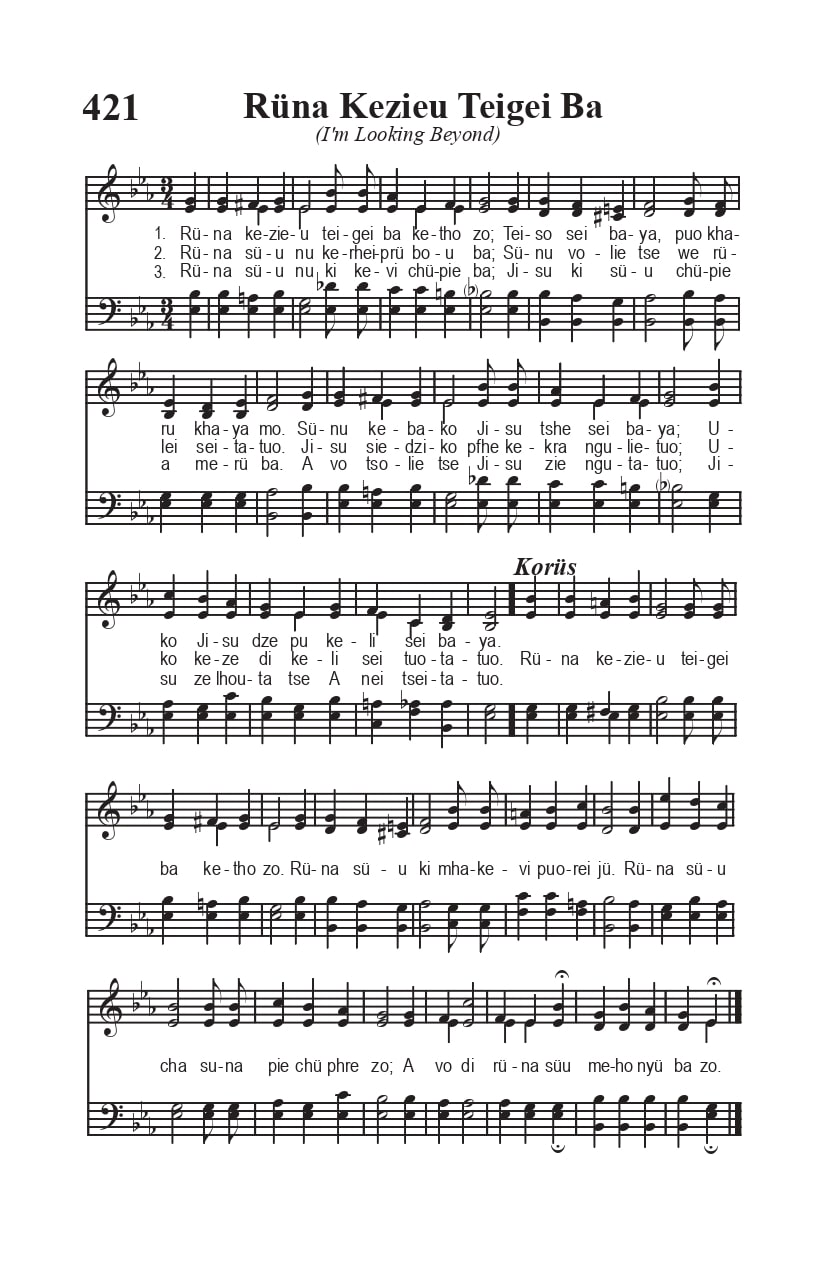 421
Rüna Kezieu Teigei Ba
(I'm Looking Beyond)
1. Rü- na ke-zie- u tei-gei ba ke-tho zo; Tei-so sei ba-ya, puo kha-
2. Rü- na sü-u nu ke-rhei-prü bo-u ba; Sü-nu vo-lie tse we rü-
3. Rü- na sü-u nu ki ke-vi chü-pie ba; Ji-su ki sü-u chü-pie
ru kha-ya mo. Sü-nu ke-ba-ko Ji-su tshe sei ba-ya; U-
lei sei-ta-tuo. Ji-su sie-dzi-ko pfhe ke-kra ngu-lie-tuo; U-
a me-rü ba. A vo tso-lie tse Ji-su zie ngu-ta-tuo; Ji-
Korüs
ko Ji-su dze pu ke-li sei ba-ya.
ko ke-ze di ke-li sei tuo-ta-tuo. Rü-na ke-zie-u tei-gei
su ze lhou-ta tse A nei tsei-ta-tuo.
ba ke-tho zo. Rü-na sü-u ki mha-ke-vi puo-rei jü. Rü-na sü-u
cha su-na pie chü phre zo; A vo di rü-na süu me-ho nyü ba zo.